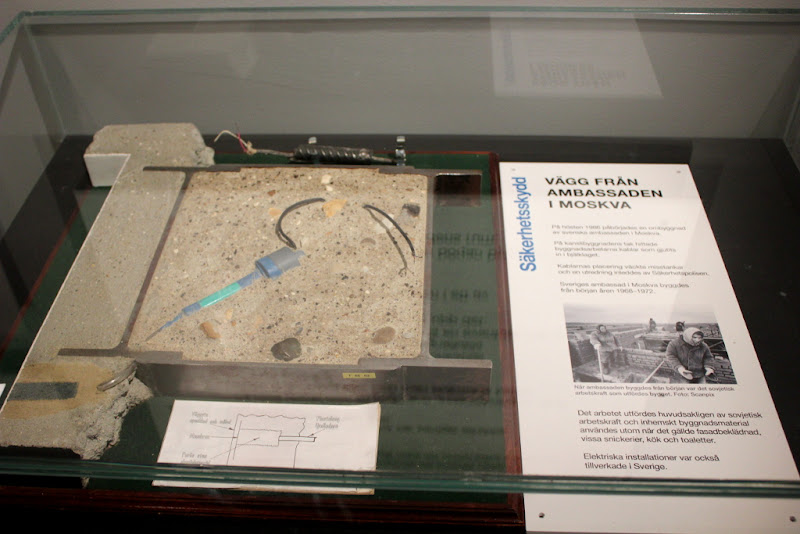 Säkerhetsskydd
VÄGG FRÅN
AMBASSADEN
I MOSKVA
På hösten 1986 påbörjades en ombyggnad
av svenska ambassaden i Moskva.
På kanslibyggnadens tak hittade
byggnadsarbetarna kablar som gjutits
in i bjälklaget.
Kablarnas placering väckte misstankar
och en utredning inleddes av Säkerhetspolisen.
Sveriges ambassad i Moskva byggdes
från början åren 1968-1972.
När ambassaden byggdes från början var det sovjetisk
arbetskraft som utfördes bygget. Foto: Scanpix
Det arbetet utfördes huvudsakligen av sovjetisk
arbetskraft och inhemskt byggnadsmaterial
användes utom när det gällde fasadbeklädnad,
vissa snickerier, kök och toaletter.
Elektriska installationer var också
tillverkade i Sverige.